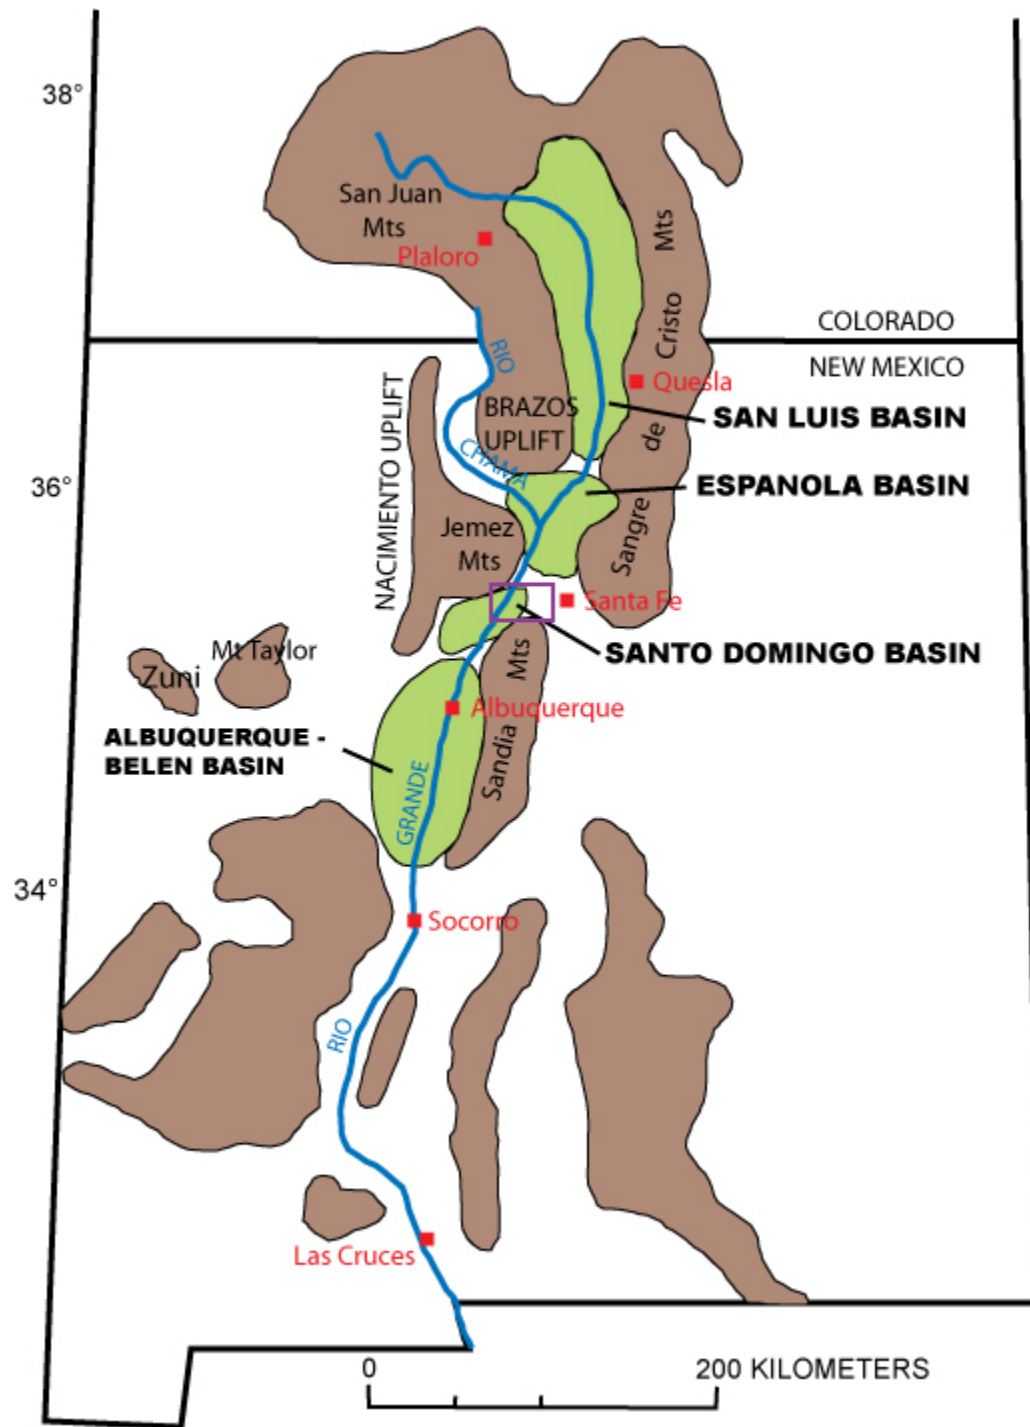 38°
San Juan
Mts
Plaloro
Mts
Cristo
de
Sangre
COLORADO
NEW MEXICO
RIO
CHAMA
Quesla
NACIMIENTO UPLIFT
BRAZOS
UPLIFT
SAN LUIS BASIN
36°
ESPANOLA BASIN
Jemez
Mts
Santa Fe
SANTO DOMINGO BASIN
Mt Taylor
Zuni
Mts
Sandia
Albuquerque
ALBUQUERQUE -
BELEN BASIN
GRANDE
34°
Socorro
RIO
Las Cruces
0
200 KILOMETERS